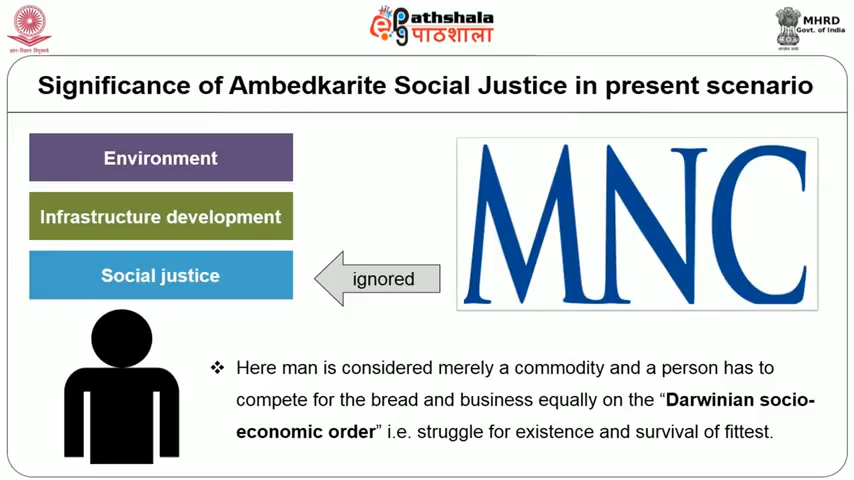 ePathshala
पाठशाला
MHRD
Govt. of India
Significance of Ambedkarite Social Justice in present scenario
Environment
Infrastructure development
Social justice
ignored
MNC
❖ Here man is considered merely a commodity and a person has to
compete for the bread and business equally on the “Darwinian socio-
economic order” i.e. struggle for existence and survival of fittest.